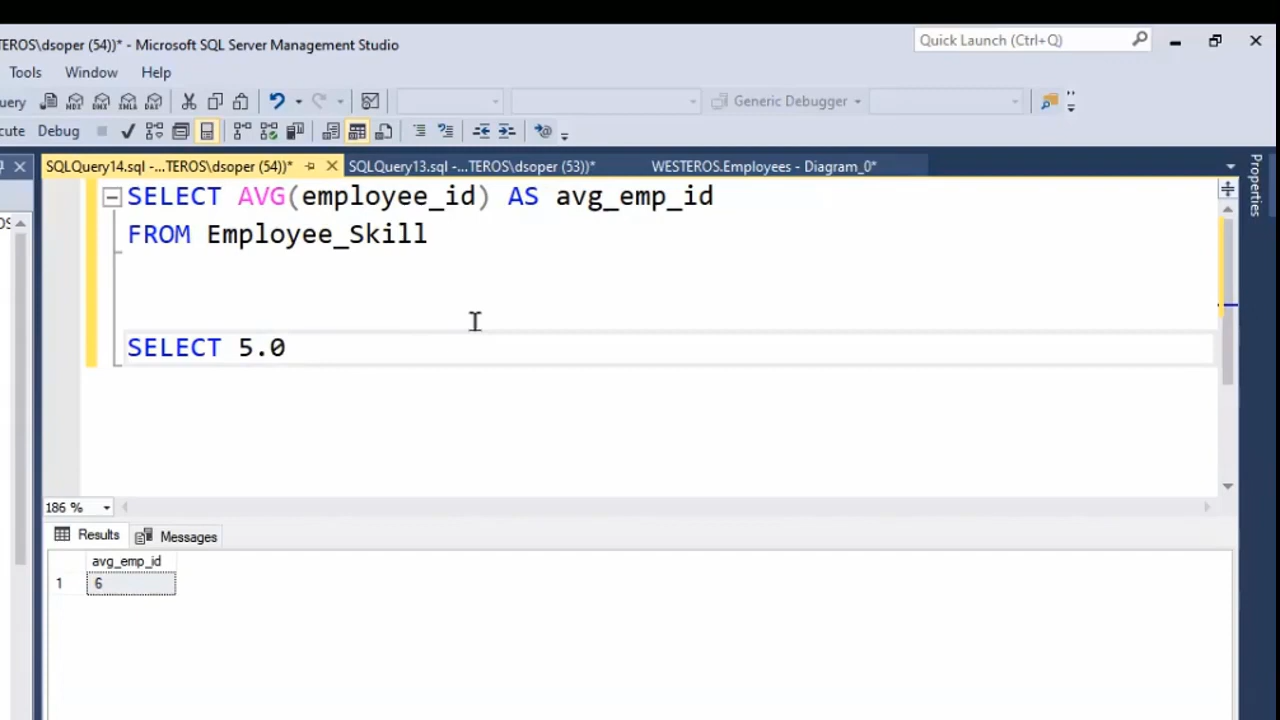 TEROS\dsoper (54))* - Microsoft SQL Server Management Studio
Quick Launch (Ctrl+Q)
Tools Window Help
uery
Generic Debugger
cute Debug
SQLQuery14.sql -...TEROS\dsoper (54))* SQLQuery13.sql -...TEROS\dsoper (53))* WESTEROS.Employees - Diagram_0*
Properties
SELECT AVG(employee_id) AS avg_emp_id
FROM Employee_Skill
SELECT 5.0
186 %
Results Messages
avg_emp_id
1 6